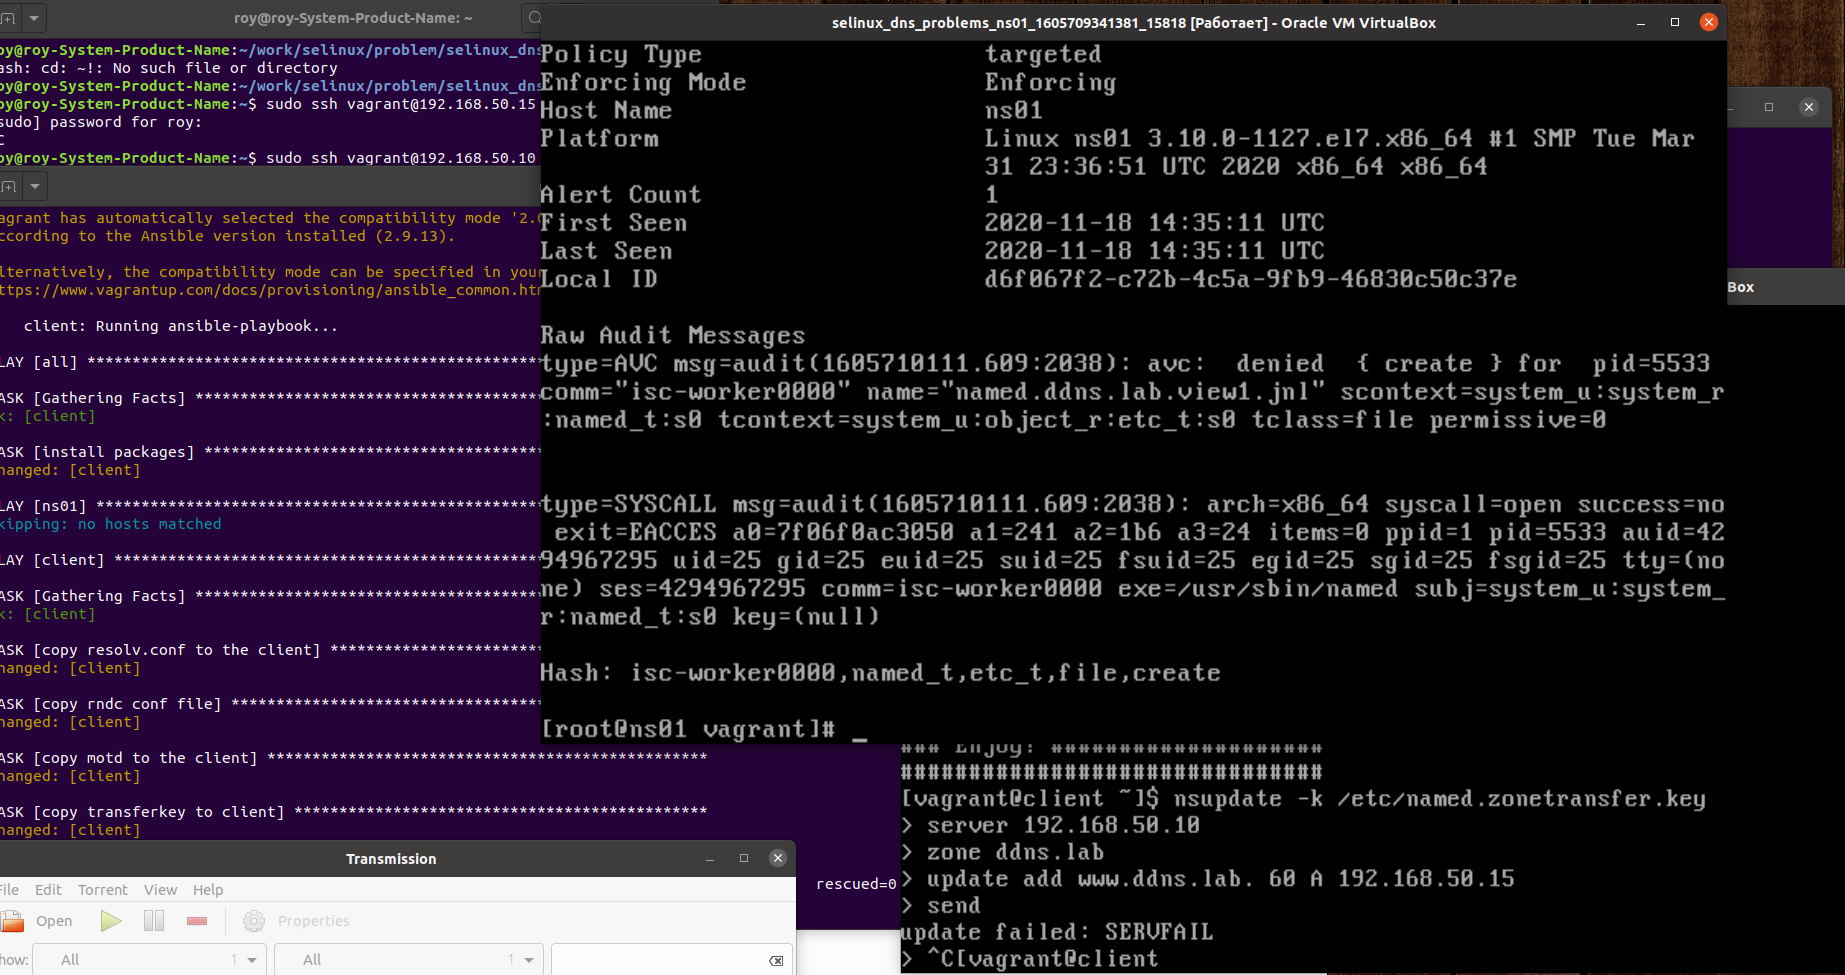 roy@roy-System-Product-Name: ~
oy@roy-System-Product-Name:~/work/selinux/problem/selinux_dns
ash: cd: ~!: No such file or directory
oy@roy-System-Product-Name:~/work/selinux/problem/selinux_dns
oy@roy-System-Product-Name:~$ sudo ssh vagrant@192.168.50.15
sudo] password for roy:
C
oy@roy-System-Product-Name:~$ sudo ssh vagrant@192.168.50.10
agrant has automatically selected the compatibility mode '2.0
ccording to the Ansible version installed (2.9.13).
lternatively, the compatibility mode can be specified in your
ttps://www.vagrantup.com/docs/provisioning/ansible_common.htm
client: Running ansible-playbook...
LAY [all] ***************************************************
ASK [Gathering Facts] ***************************************
k: [client]
ASK [install packages] **************************************
hanged: [client]
LAY [ns01] **************************************************
kipping: no hosts matched
LAY [client] ************************************************
ASK [Gathering Facts] ***************************************
k: [client]
ASK [copy resolv.conf to the client] ************************
hanged: [client]
ASK [copy rndc conf file] ***********************************
hanged: [client]
ASK [copy motd to the client] *************************************************
hanged: [client]
ASK [copy transferkey to client] **********************************************
hanged: [client]
rescued=0
selinux_dns_problems_ns01_1605709341381_15818 [Работает] - Oracle VM VirtualBox
Policy Type targeted
Enforcing Mode Enforcing
Host Name ns01
Platform Linux ns01 3.10.0-1127.el7.x86_64 #1 SMP Tue Mar
31 23:36:51 UTC 2020 x86_64 x86_64
Alert Count 1
First Seen 2020-11-18 14:35:11 UTC
Last Seen 2020-11-18 14:35:11 UTC
Local ID d6f067f2-c72b-4c5a-9fb9-46830c50c37e
Raw Audit Messages
type=AVC msg=audit(1605710111.609:2038): avc:  denied  { create } for  pid=5533
comm="isc-worker0000" name="named.ddns.lab.view1.jnl" scontext=system_u:system_r
:named_t:s0 tcontext=system_u:object_r:etc_t:s0 tclass=file permissive=0
type=SYSCALL msg=audit(1605710111.609:2038): arch=x86_64 syscall=open success=no
exit=EACCES a0=7f06f0ac3050 a1=241 a2=1b6 a3=24 items=0 ppid=1 pid=5533 auid=42
94967295 uid=25 gid=25 euid=25 suid=25 fsuid=25 egid=25 sgid=25 fsgid=25 tty=(no
ne) ses=4294967295 comm=isc-worker0000 exe=/usr/sbin/named subj=system_u:system_
r:named_t:s0 key=(null)
Hash: isc-worker0000,named_t,etc_t,file,create
[root@ns01 vagrant]# _
Box
### Enjoy! ####################
###############################
[vagrant@client ~]$ nsupdate -k /etc/named.zonetransfer.key
> server 192.168.50.10
> zone ddns.lab
> update add www.ddns.lab. 60 A 192.168.50.15
> send
update failed: SERVFAIL
> ^C[vagrant@client
Transmission
File Edit Torrent View Help
Open Properties
how: All 1 All 1